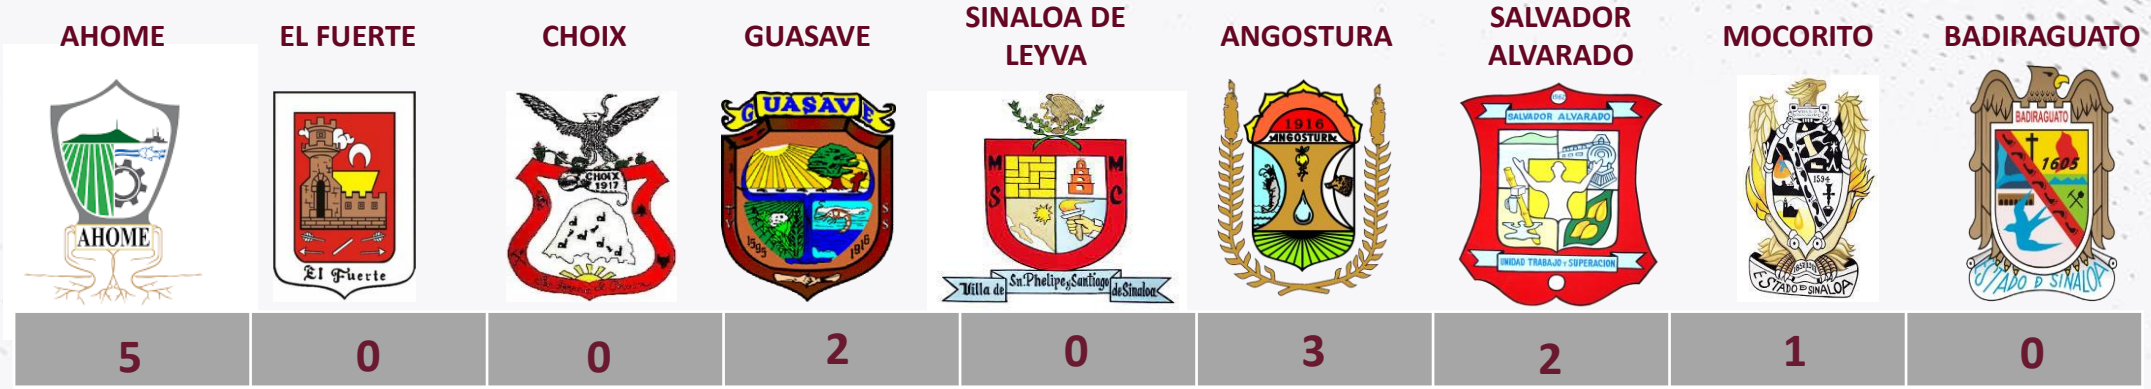 AHOME
EL FUERTE
CHOIX
GUASAVE
SINALOA DE
LEYVA
ANGOSTURA
SALVADOR
ALVARADO
MOCORITO
BADIRAGUATO
AHOME
El Fuerte
CHOIX
1917
GUASAVE
1595
1916
M M
S C
Villa de Sn. Phelipe y Santiago de Sinaloa
1916
ANGOSTURA
1962
SALVADOR ALVARADO
UNIDAD TRABAJO Y SUPERACION
1594
ESTADO D SINALOA
BADIRAGUATO
1605
ESTADO D SINALOA
5
0
0
2
0
3
2
1
0